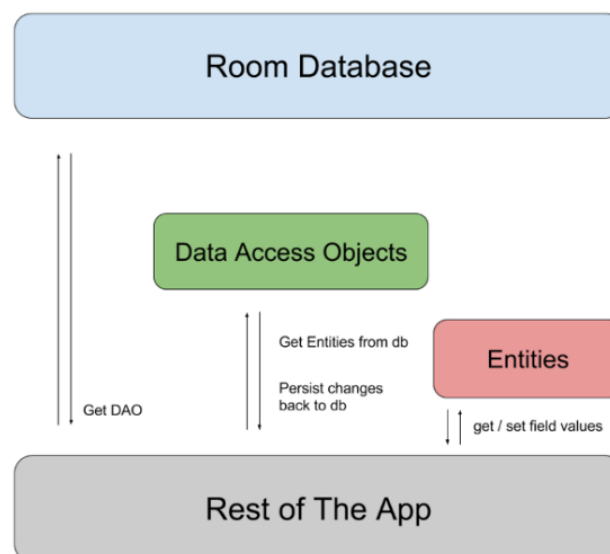 Room Database
Data Access Objects
Get Entities from db
Entities
Persist changes
back to db
Get DAO
get / set field values
Rest of The App